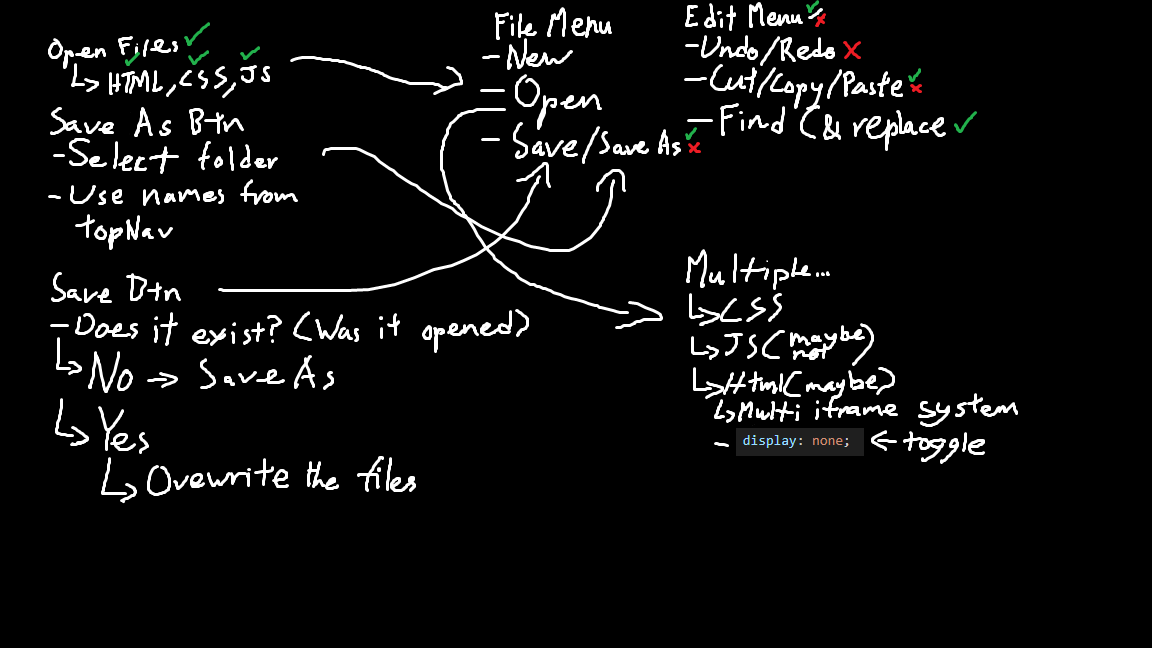 Open Files
HTML, CSS, JS
Save As Btn
- Select folder
- Use names from
topNav
Save Btn
- Does it exist? (Was it opened)
No → Save As
Yes
Ovewrite the files
File Menu
- New
- Open
- Save/Save As
Edit Menu
- Undo/Redo
- Cut/Copy/Paste
- Find (& replace
Multiple...
CSS
JS (maybe not)
Html (maybe)
Multi iframe system
- display: none; ← toggle